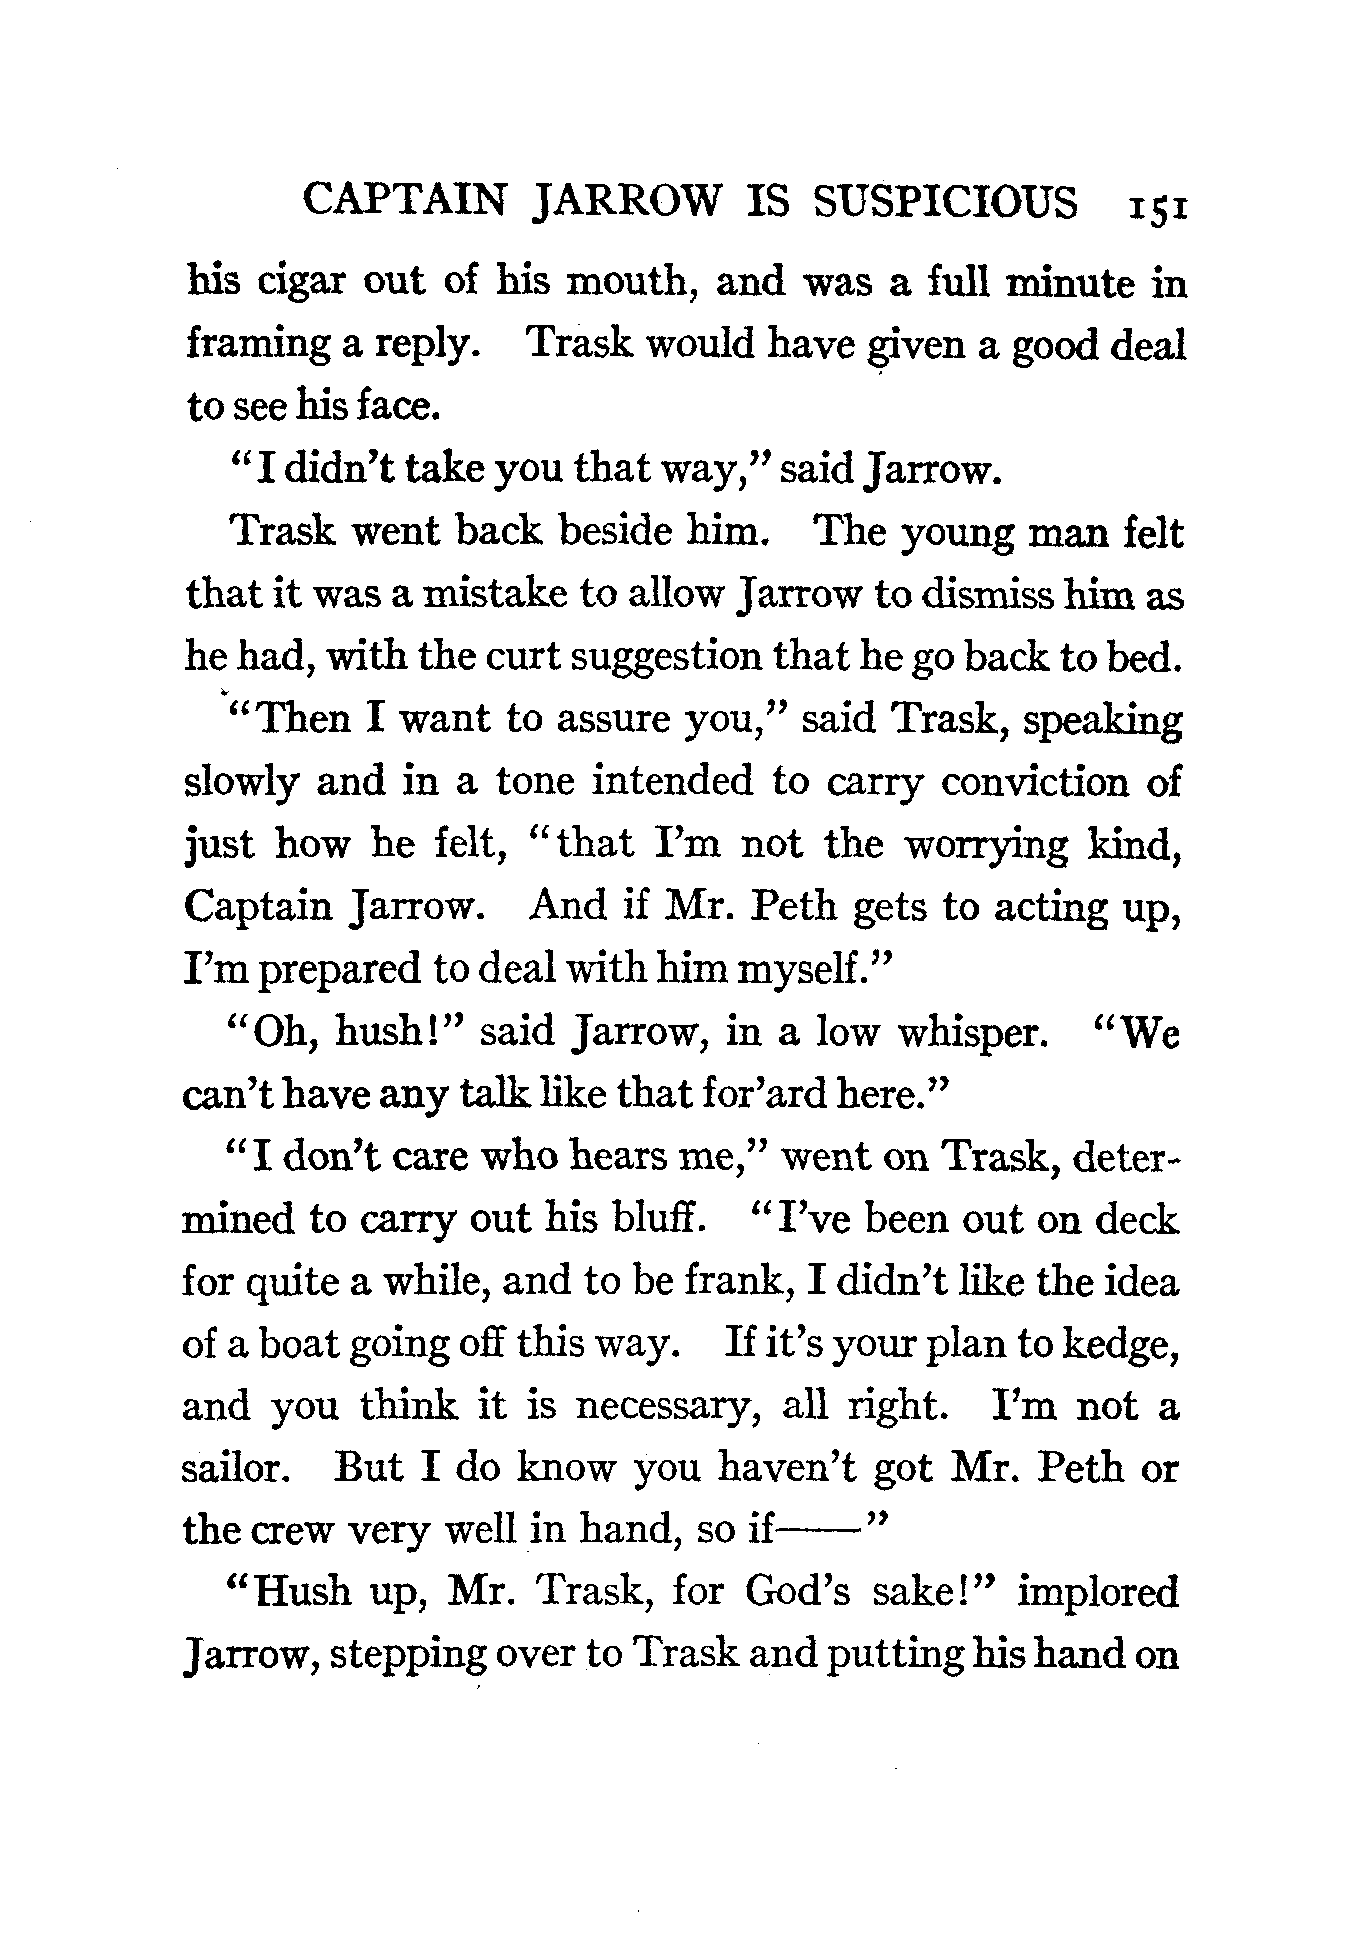 CAPTAIN JARROW IS SUSPICIOUS 151
his cigar out of his mouth, and was a full minute in
framing a reply. Trask would have given a good deal
to see his face.
"I didn't take you that way," said Jarrow.
Trask went back beside him. The young man felt
that it was a mistake to allow Jarrow to dismiss him as
he had, with the curt suggestion that he go back to bed.
"Then I want to assure you," said Trask, speaking
slowly and in a tone intended to carry conviction of
just how he felt, "that I'm not the worrying kind,
Captain Jarrow. And if Mr. Peth gets to acting up,
I'm prepared to deal with him myself."
"Oh, hush!" said Jarrow, in a low whisper. "We
can't have any talk like that for'ard here."
"I don't care who hears me," went on Trask, deter-
mined to carry out his bluff. "I've been out on deck
for quite a while, and to be frank, I didn't like the idea
of a boat going off this way. If it's your plan to kedge,
and you think it is necessary, all right. I'm not a
sailor. But I do know you haven't got Mr. Peth or
the crew very well in hand, so if——"
"Hush up, Mr. Trask, for God's sake!" implored
Jarrow, stepping over to Trask and putting his hand on